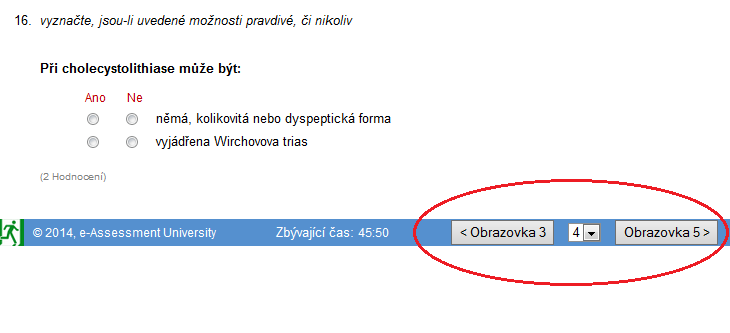 16. vyznačte, jsou-li uvedené možnosti pravdivé, či nikoliv
Při cholecystolithiase může být:
Ano Ne
němá, kolikovitá nebo dyspeptická forma
vyjádřena Wirchovova trias
(2 Hodnocení)
© 2014, e-Assessment University Zbývající čas: 45:50 < Obrazovka 3 4 Obrazovka 5 >